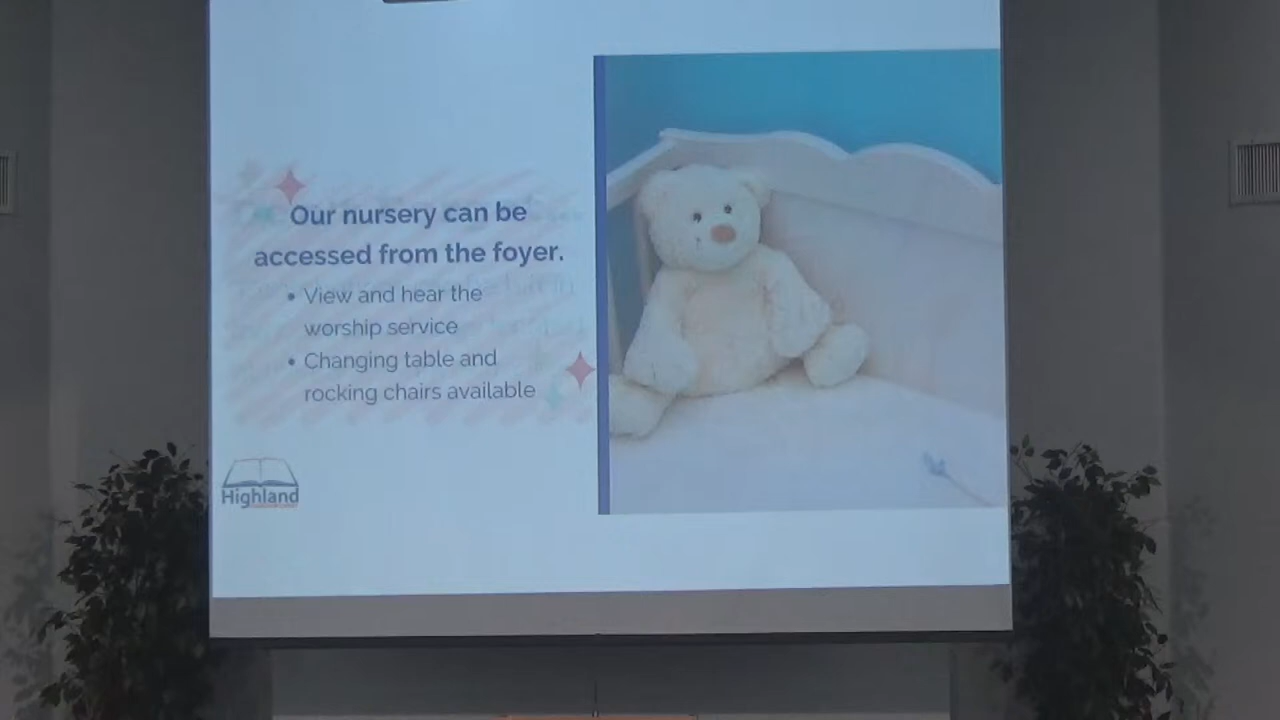 Our nursery can be
accessed from the foyer.
• View and hear the
worship service
• Changing table and
rocking chairs available
Highland